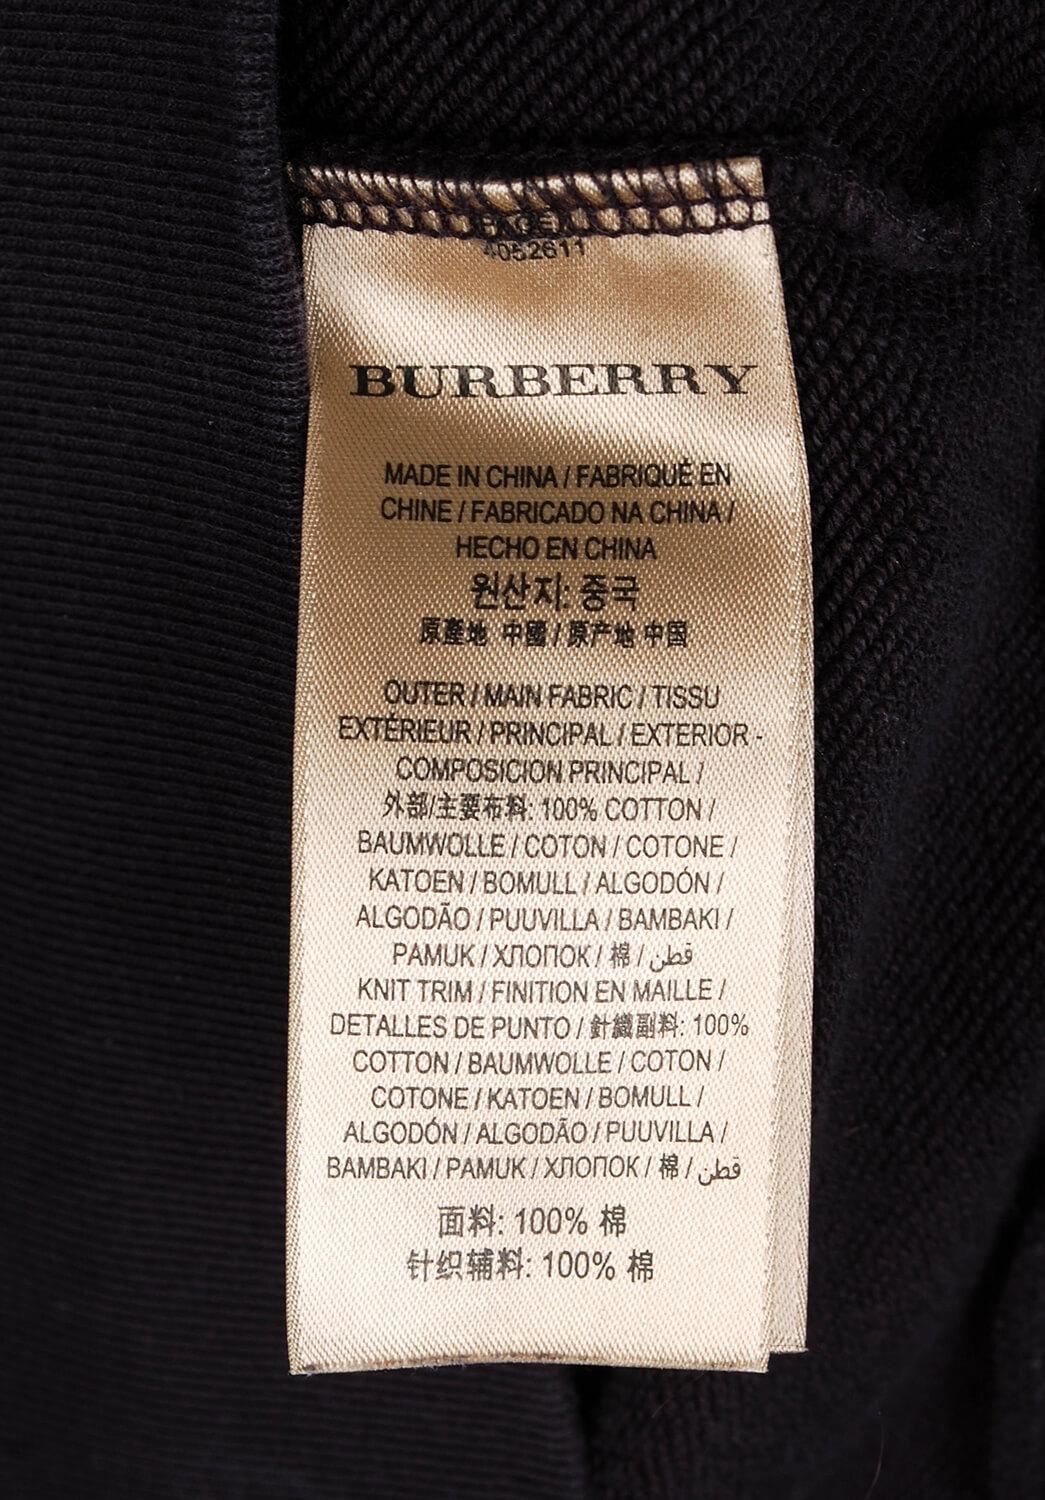 4052611
BURBERRY
MADE IN CHINA / FABRIQUÉ EN
CHINE / FABRICADO NA CHINA /
HECHO EN CHINA
원산지: 중국
原產地 中國 / 原产地 中国
OUTER / MAIN FABRIC / TISSU
EXTÉRIEUR / PRINCIPAL / EXTERIOR -
COMPOSICION PRINCIPAL /
外部/主要布料: 100% COTTON /
BAUMWOLLE / COTON / COTONE /
KATOEN / BOMULL / ALGODÓN /
ALGODÃO / PUUVILLA / BAMBAKI /
PAMUK / ХЛОПОК / 棉 / قطن
KNIT TRIM / FINITION EN MAILLE /
DETALLES DE PUNTO / 針織副料: 100%
COTTON / BAUMWOLLE / COTON /
COTONE / KATOEN / BOMULL /
ALGODÓN / ALGODÃO / PUUVILLA /
BAMBAKI / PAMUK / ХЛОПОК / 棉 / قطن
面料: 100% 棉
针织辅料: 100% 棉